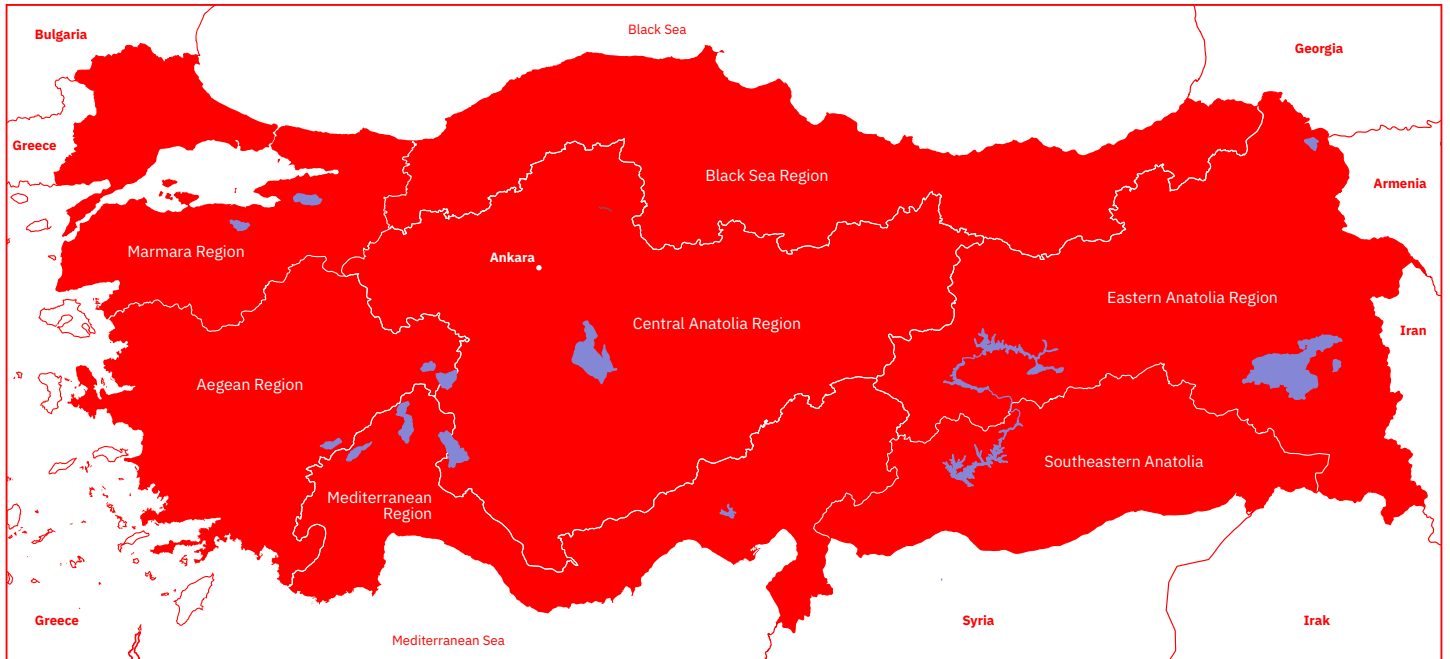 Black Sea
Bulgaria
Georgia
Greece
Black Sea Region
Armenia
Marmara Region
Ankara
Eastern Anatolia Region
Central Anatolia Region
Iran
Aegean Region
Southeastern Anatolia
Mediterranean
Region
Greece
Syria
Irak
Mediterranean Sea